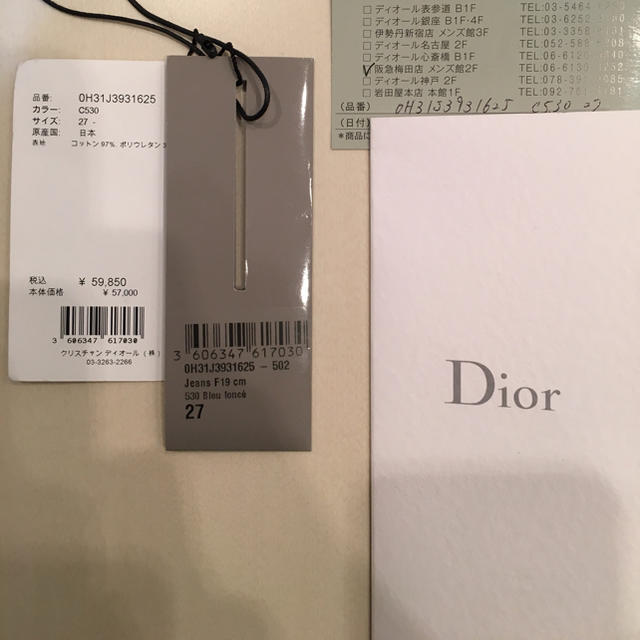 品番: 0H31J3931625
カラー: C530
サイズ: 27 -
原産国: 日本
表地 コットン 97%, ポリウレタン 3
税込 ¥ 59,850
本体価格 ¥ 57,000
3 606347 617030
クリスチャン ディオール (株)
03-3263-2266
3 606347 617030
0H31J3931625 - 502
Jeans F19 cm
530 Bleu foncé
27
□ディオール表参道 B1F TEL:03-5464-
□ディオール銀座 B1F-4F TEL:03-6252-
□伊勢丹新宿店 メンズ館3F TEL:03-
□ディオール名古屋 2F TEL:052-588-
□ディオール心斎橋 B1F TEL:06-6120-
□阪急梅田店 メンズ館2F TEL:06-6130-
□ディオール神戸 2F TEL:078-
□岩田屋本店 本館1F TEL:092-
(品番) 0H31J3931625 C530 27
(日付)
*商品に
Dior